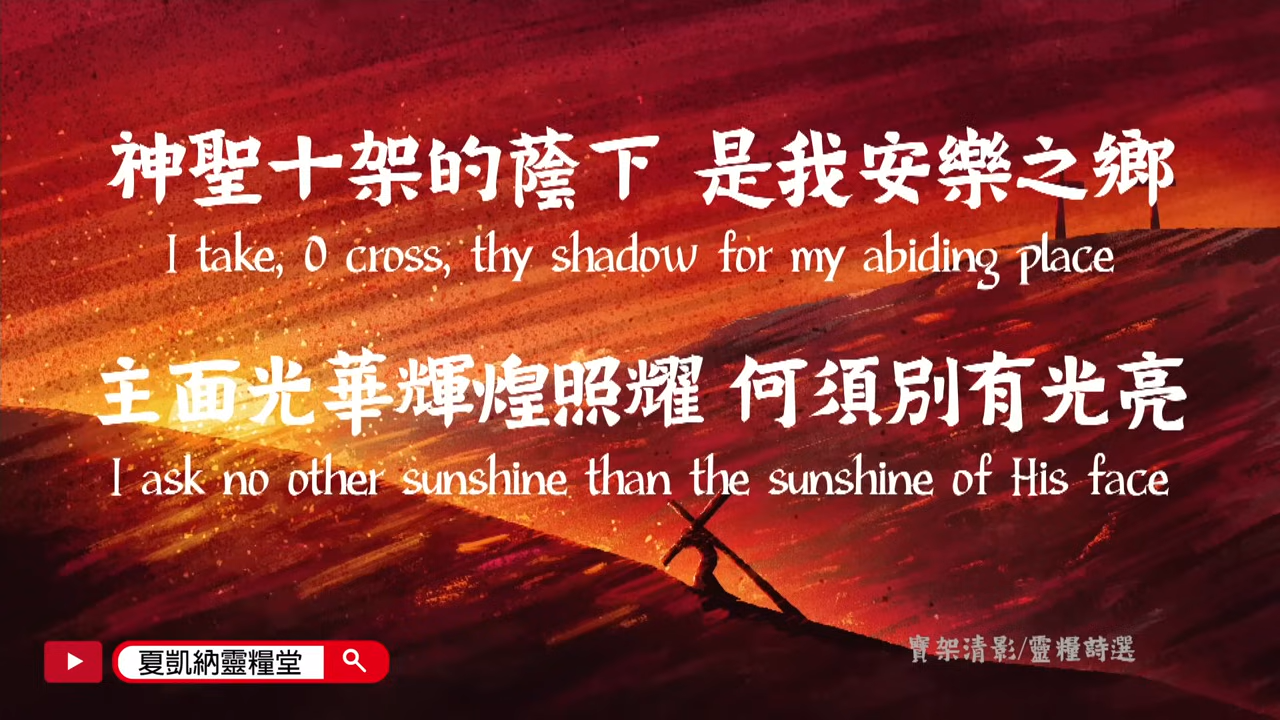 神聖十架的蔭下 是我安樂之鄉
I take, O cross, thy shadow for my abiding place
主面光華輝煌照耀 何須別有光亮
I ask no other sunshine than the sunshine of His face
夏凱納靈糧堂
寶架清影/靈糧詩選